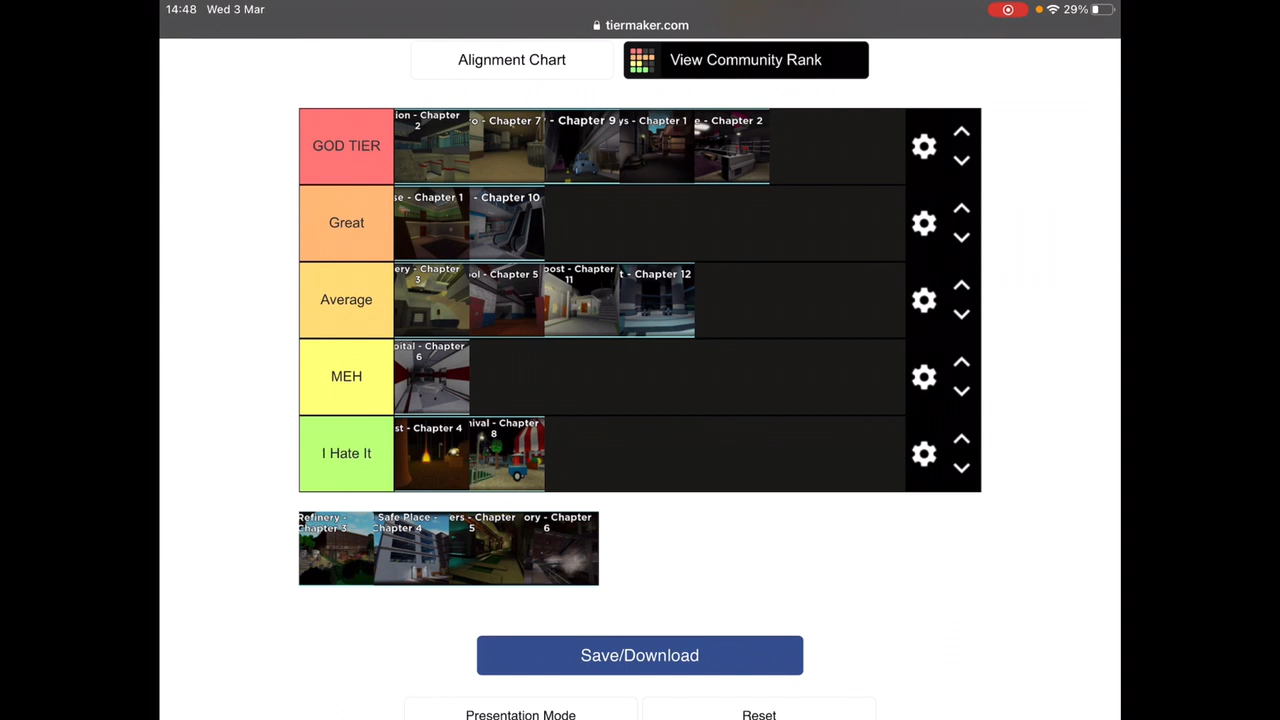 14:48 Wed 3 Mar
29%
tiermaker.com
Alignment Chart
View Community Rank
GOD TIER
ion - Chapter
2
o - Chapter 7
- Chapter 9
ys - Chapter 1
e - Chapter 2
Great
se - Chapter 1
- Chapter 10
Average
ery - Chapter
3
ol - Chapter 5
post - Chapter
11
t - Chapter 12
MEH
pital - Chapter
6
I Hate It
st - Chapter 4
nival - Chapter
8
Refinery -
Chapter 3
Safe Place -
Chapter 4
ers - Chapter
5
ory - Chapter
6
Save/Download
Presentation Mode
Reset